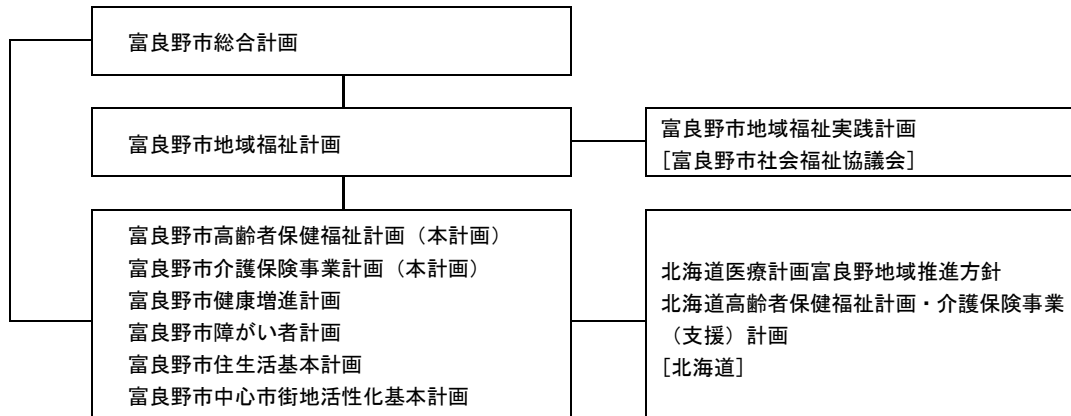 富良野市総合計画
富良野市地域福祉計画
富良野市地域福祉実践計画
[富良野市社会福祉協議会]
富良野市高齢者保健福祉計画（本計画）
富良野市介護保険事業計画（本計画）
富良野市健康増進計画
富良野市障がい者計画
富良野市住生活基本計画
富良野市中心市街地活性化基本計画
北海道医療計画富良野地域推進方針
北海道高齢者保健福祉計画・介護保険事業
（支援）計画
[北海道]